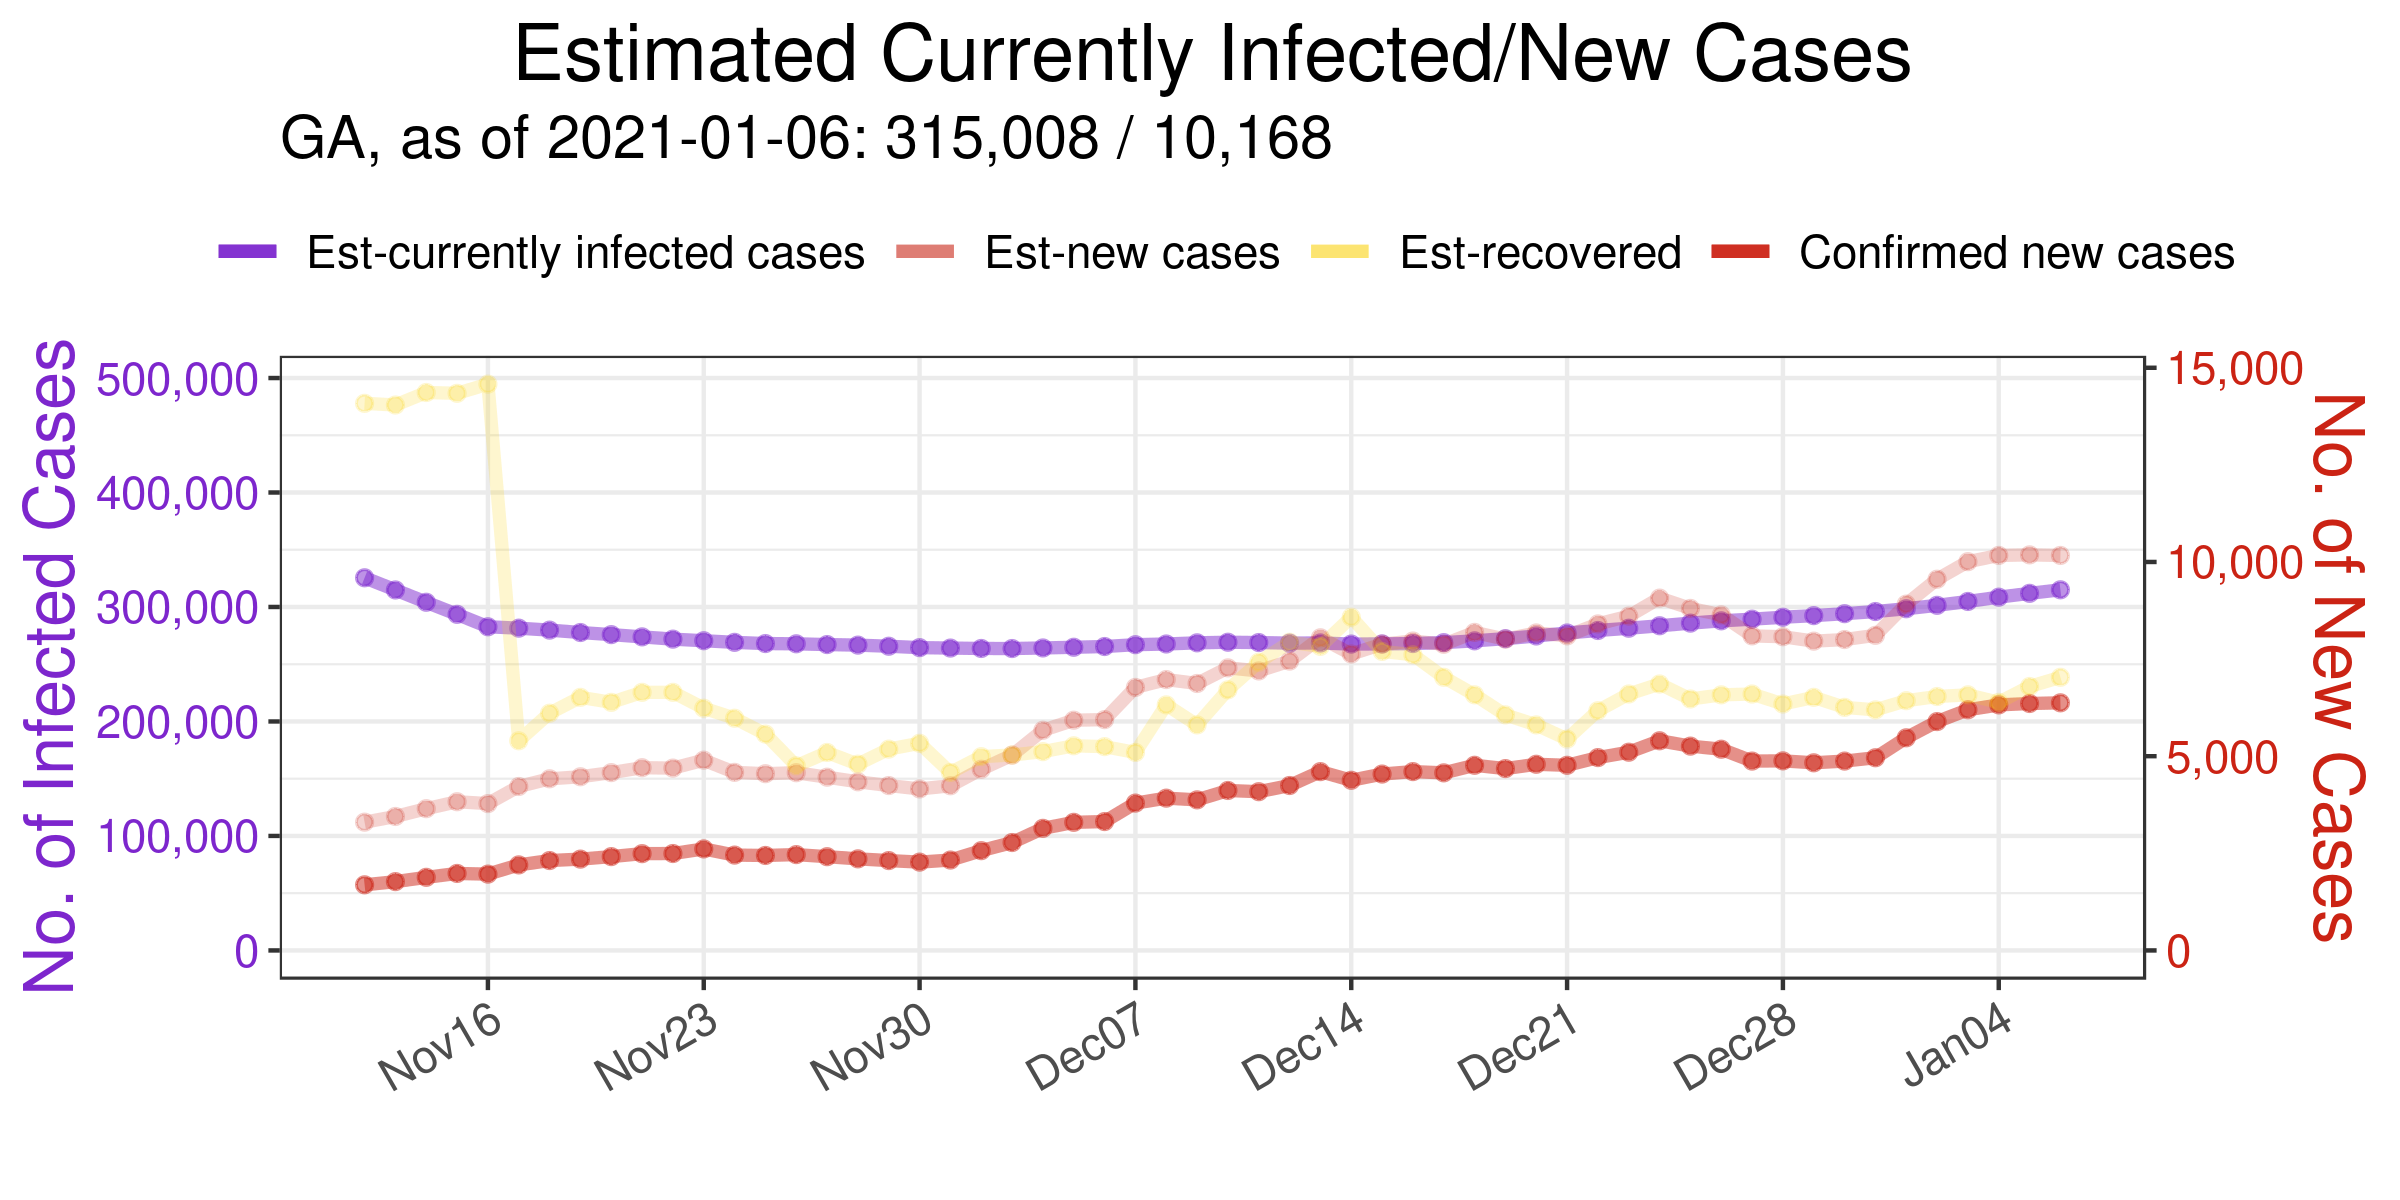 Estimated Currently Infected/New Cases
GA, as of 2021-01-06: 315,008 / 10,168
Est-currently infected cases Est-new cases Est-recovered Confirmed new cases
No. of Infected Cases
500,000
400,000
300,000
200,000
100,000
0
15,000
10,000
5,000
0
No. of New Cases
Nov16 Nov23 Nov30 Dec07 Dec14 Dec21 Dec28 Jan04